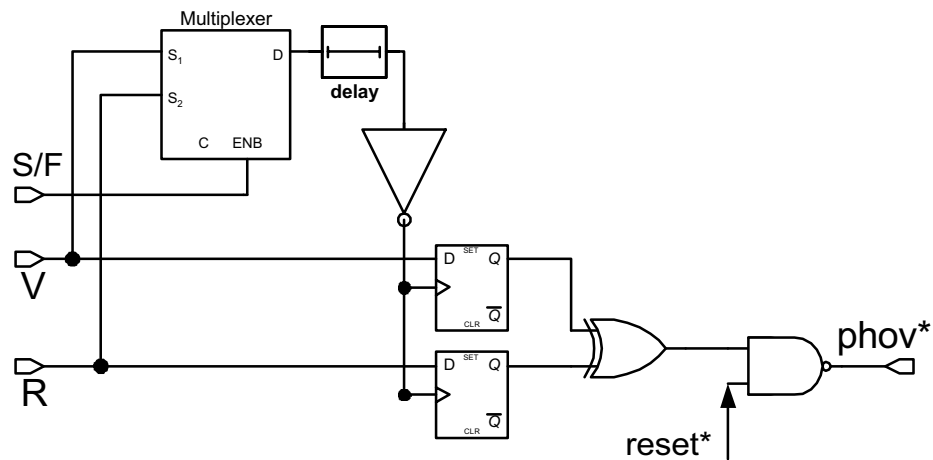 Multiplexer
S1
D
S2
delay
C
ENB
S/F
SET
D
Q
V
Q
CLR
SET
D
Q
phov*
R
Q
CLR
reset*